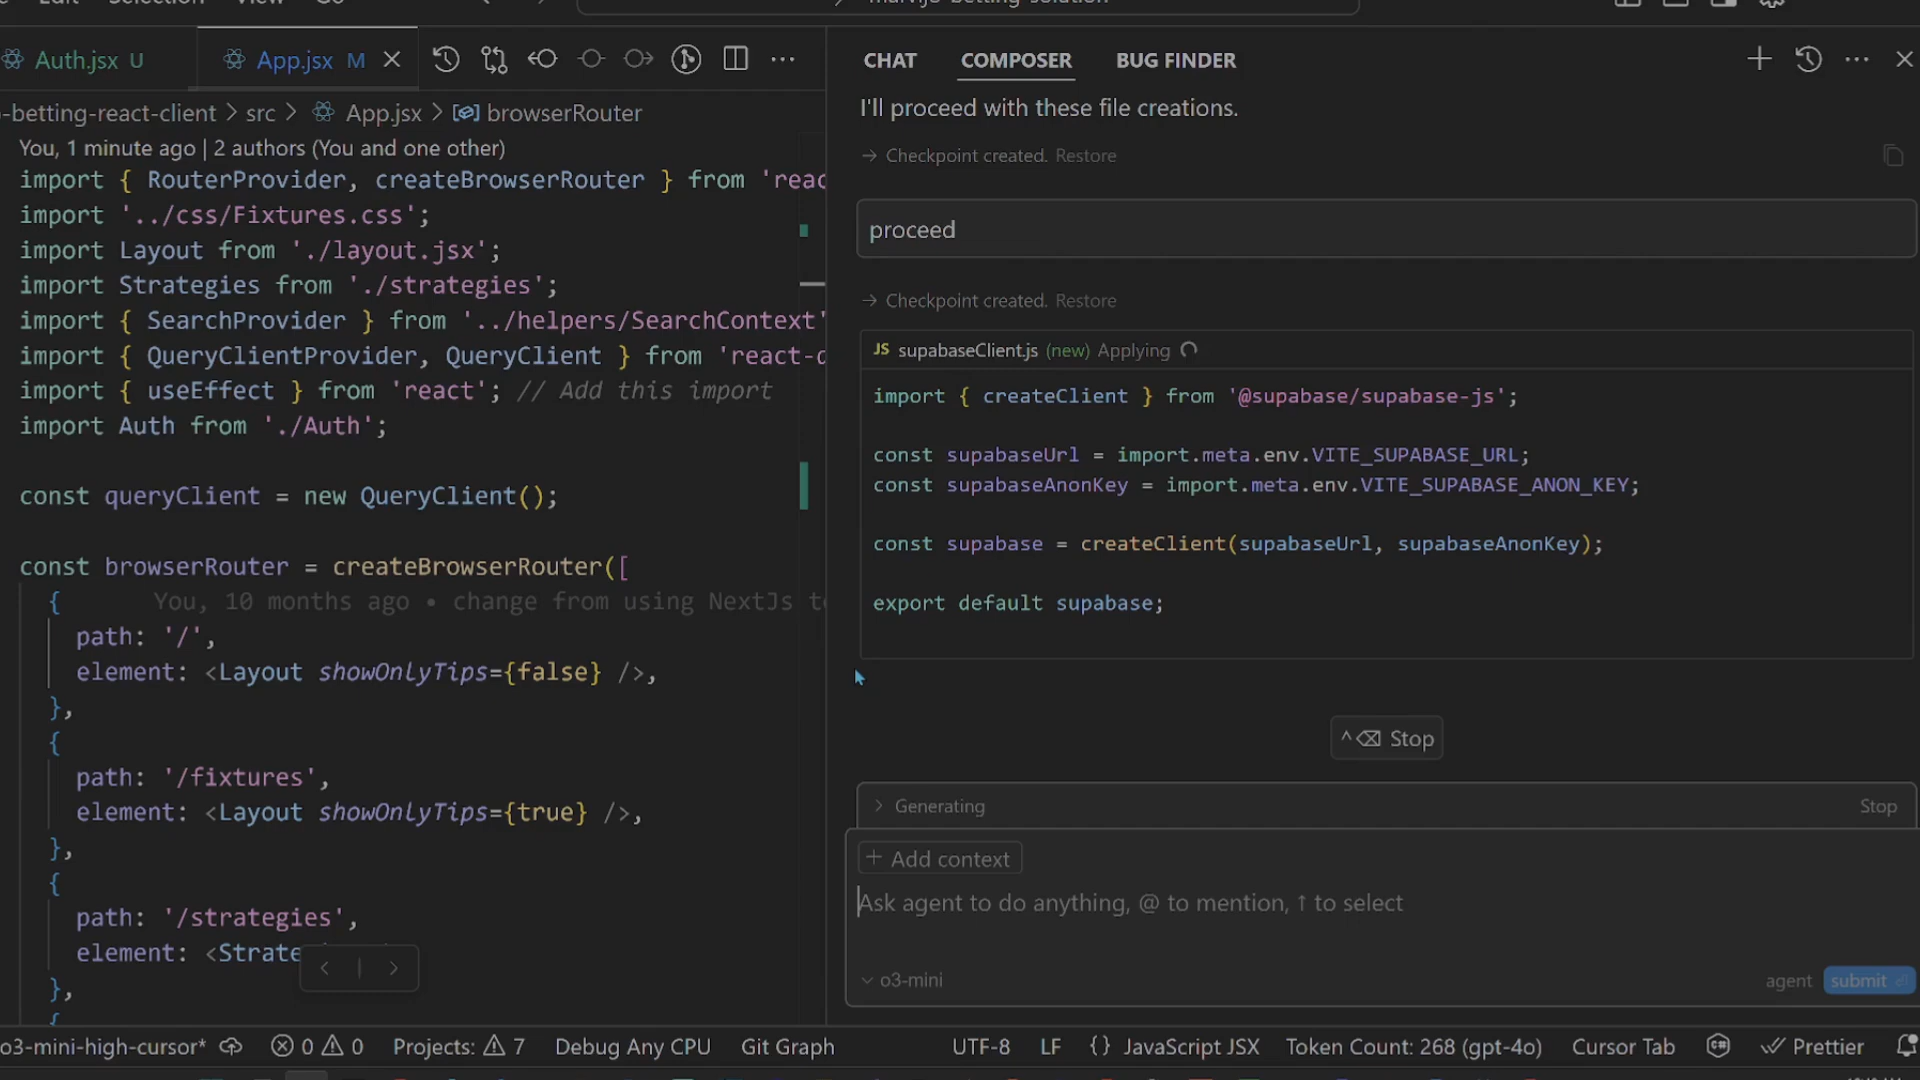 Edit Selection View Go
Auth.jsx U
App.jsx M
-betting-react-client > src > App.jsx > browserRouter
You, 1 minute ago | 2 authors (You and one other)
import { RouterProvider, createBrowserRouter } from 'reac
import '../css/Fixtures.css';
import Layout from './layout.jsx';
import Strategies from './strategies';
import { SearchProvider } from '../helpers/SearchContext'
import { QueryClientProvider, QueryClient } from 'react-q
import { useEffect } from 'react'; // Add this import
import Auth from './Auth';
const queryClient = new QueryClient();
const browserRouter = createBrowserRouter([
{ You, 10 months ago • change from using NextJs to
path: '/',
element: <Layout showOnlyTips={false} />,
},
{
path: '/fixtures',
element: <Layout showOnlyTips={true} />,
},
{
path: '/strategies',
element: <Strate
},
{
CHAT COMPOSER BUG FINDER
I'll proceed with these file creations.
→ Checkpoint created. Restore
proceed
→ Checkpoint created. Restore
JS supabaseClient.js (new) Applying
import { createClient } from '@supabase/supabase-js';
const supabaseUrl = import.meta.env.VITE_SUPABASE_URL;
const supabaseAnonKey = import.meta.env.VITE_SUPABASE_ANON_KEY;
const supabase = createClient(supabaseUrl, supabaseAnonKey);
export default supabase;
^⌫ Stop
> Generating Stop
+ Add context
Ask agent to do anything, @ to mention, ↑ to select
o3-mini agent submit
o3-mini-high-cursor* 0 0 Projects: 7 Debug Any CPU Git Graph UTF-8 LF {} JavaScript JSX Token Count: 268 (gpt-4o) Cursor Tab Prettier